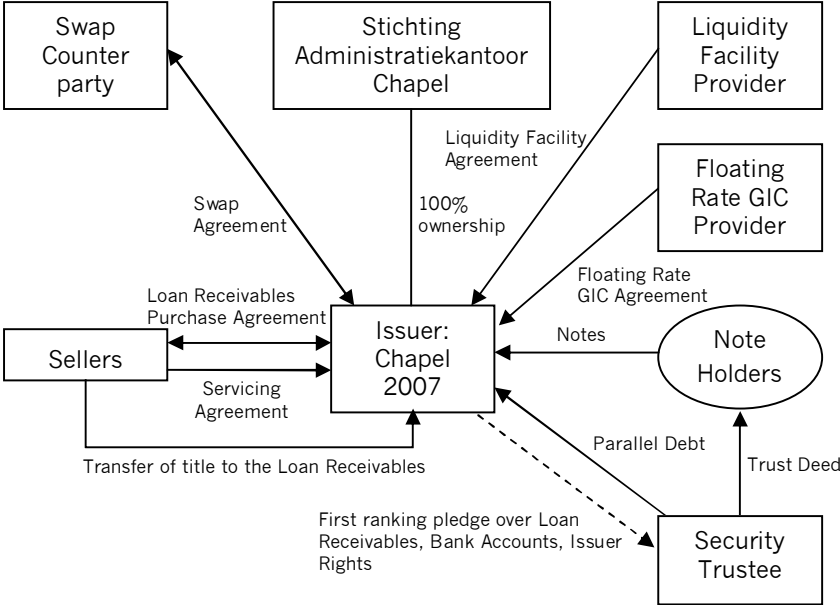 Swap
Counter
party
Stichting
Administratiekantoor
Chapel
Liquidity
Facility
Provider
Liquidity Facility
Agreement
Floating
Rate GIC
Provider
Swap
Agreement
100%
ownership
Floating Rate
GIC Agreement
Loan Receivables
Purchase Agreement
Issuer:
Chapel
2007
Notes
Note
Holders
Sellers
Servicing
Agreement
Parallel Debt
Trust Deed
Transfer of title to the Loan Receivables
First ranking pledge over Loan
Receivables, Bank Accounts, Issuer
Rights
Security
Trustee